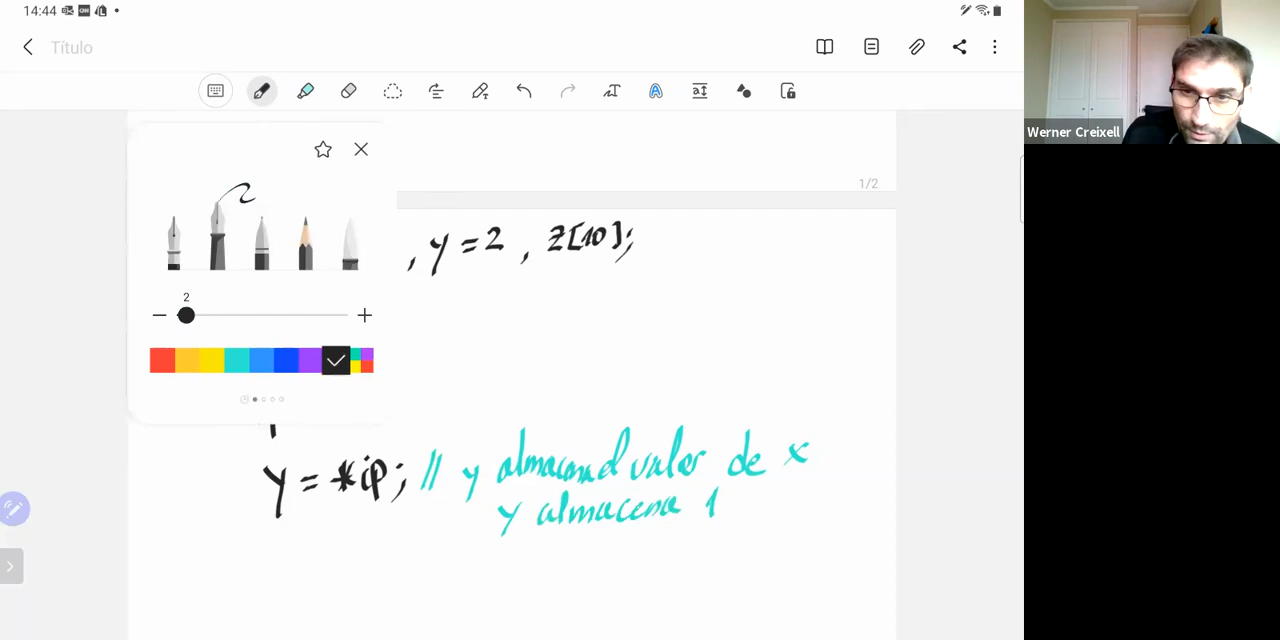 14:44
Título
1/2
, y = 2 , z[10];
2
y = *ip; // y almacena el valor de x
y almacena 1
Werner Creixell